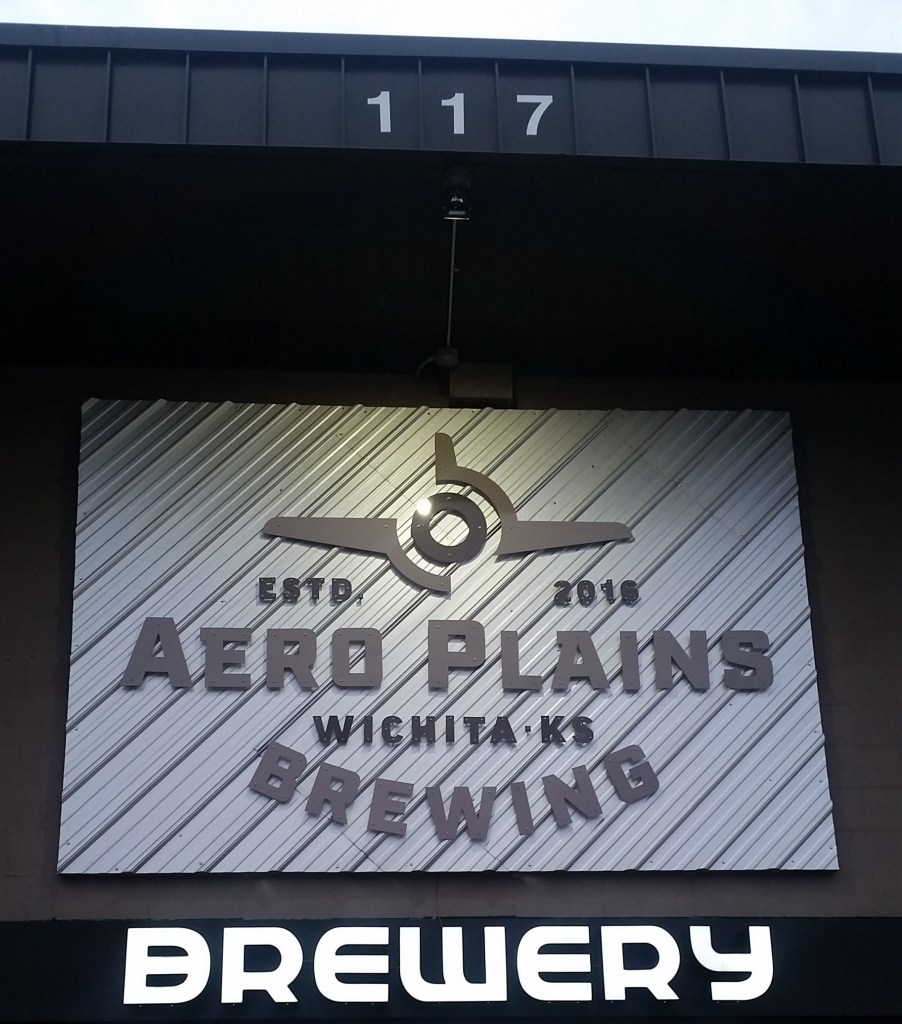 117
ESTD. 2016
AERO PLAINS
WICHITA·KS
BREWING
BREWERY